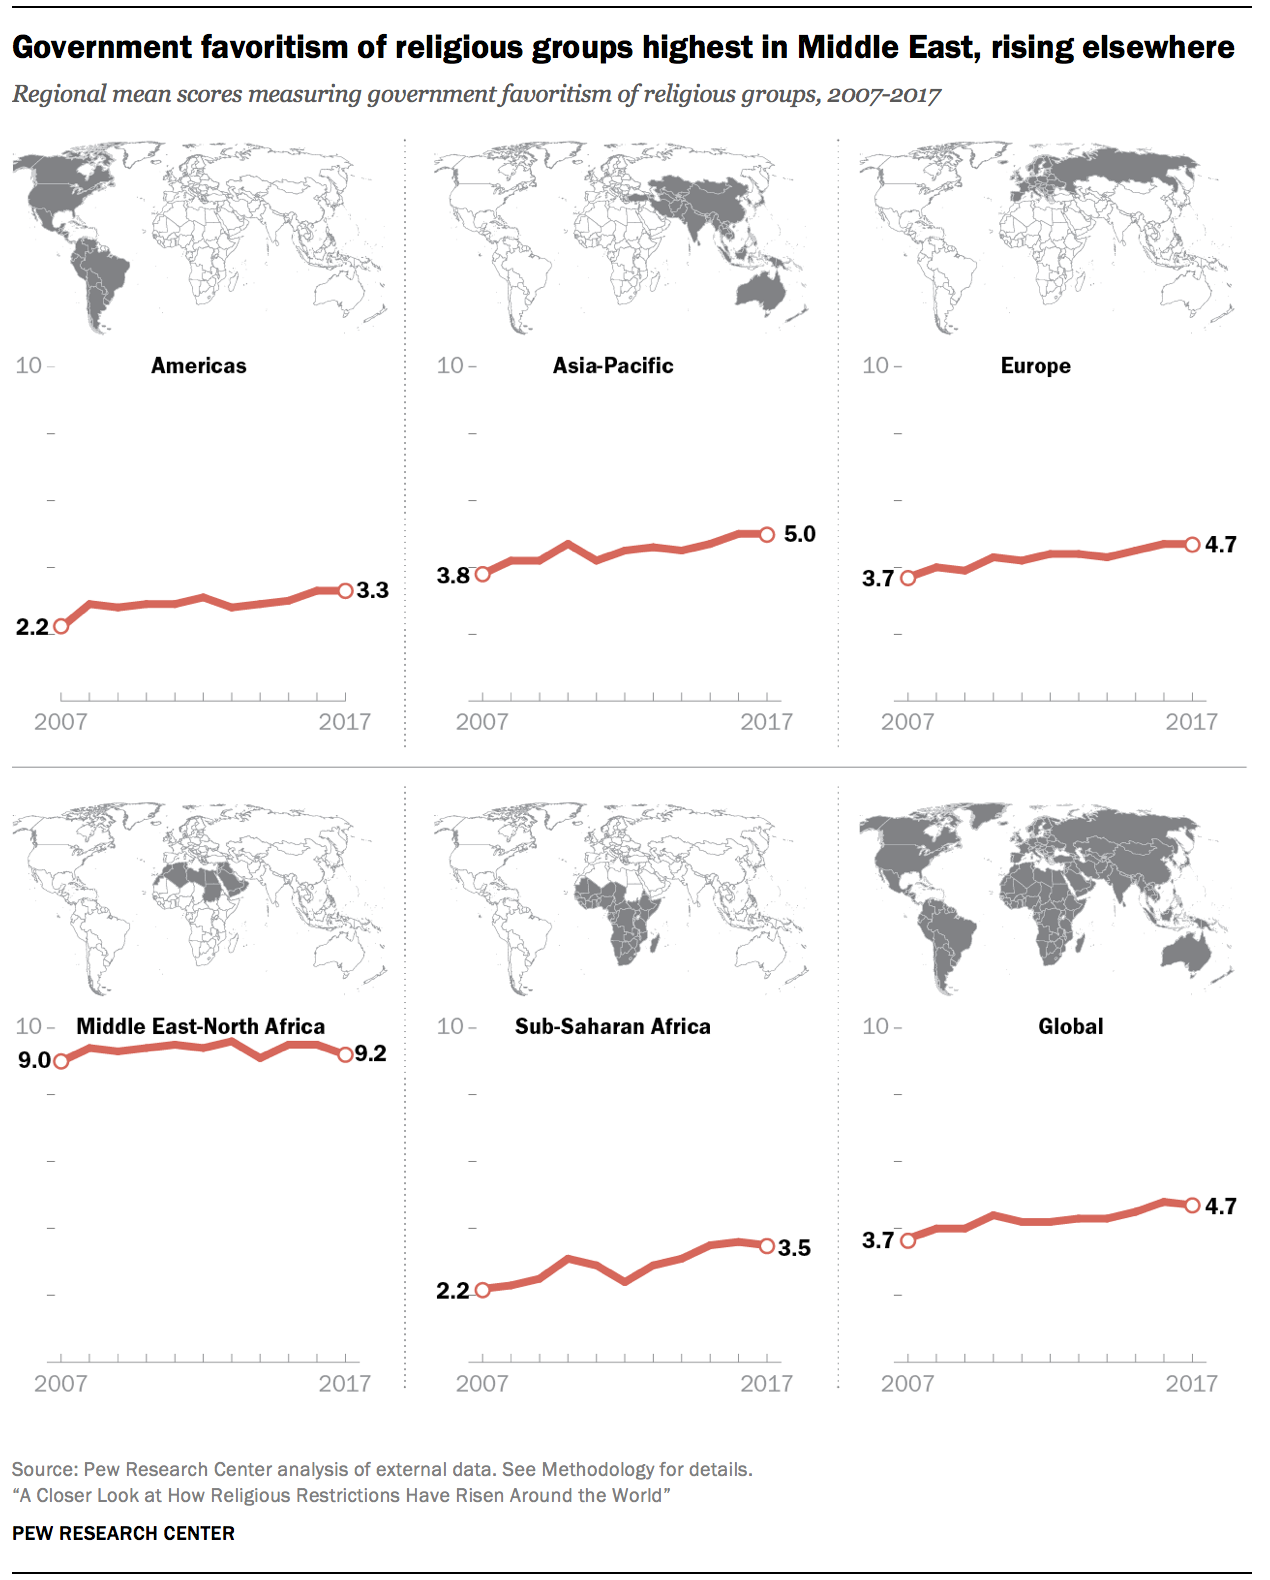 Government favoritism of religious groups highest in Middle East, rising elsewhere
Regional mean scores measuring government favoritism of religious groups, 2007-2017
10
Americas
2.2
3.3
2007
2017
10
Asia-Pacific
3.8
5.0
2007
2017
10
Europe
3.7
4.7
2007
2017
10
Middle East-North Africa
9.0
9.2
2007
2017
10
Sub-Saharan Africa
2.2
3.5
2007
2017
10
Global
3.7
4.7
2007
2017
Source: Pew Research Center analysis of external data. See Methodology for details.
“A Closer Look at How Religious Restrictions Have Risen Around the World”
PEW RESEARCH CENTER